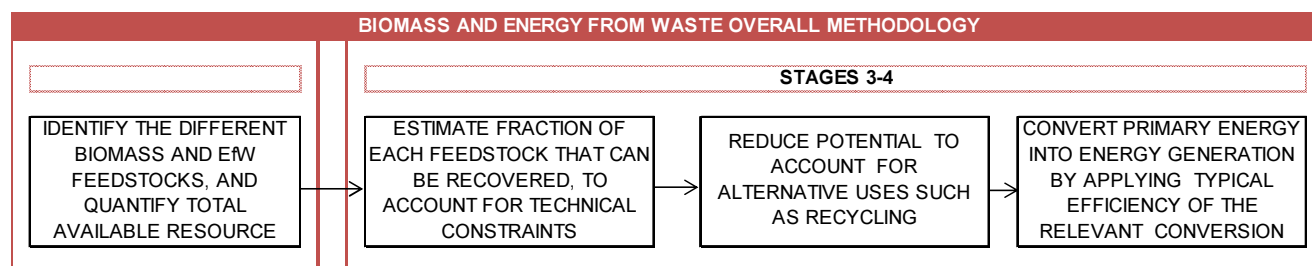 BIOMASS AND ENERGY FROM WASTE OVERALL METHODOLOGY
STAGES 3-4
IDENTIFY THE DIFFERENT
BIOMASS AND EfW
FEEDSTOCKS, AND
QUANTIFY TOTAL
AVAILABLE RESOURCE
ESTIMATE FRACTION OF
EACH FEEDSTOCK THAT CAN
BE RECOVERED, TO
ACCOUNT FOR TECHNICAL
CONSTRAINTS
REDUCE POTENTIAL TO
ACCOUNT FOR
ALTERNATIVE USES SUCH
AS RECYCLING
CONVERT PRIMARY ENERGY
INTO ENERGY GENERATION
BY APPLYING TYPICAL
EFFICIENCY OF THE
RELEVANT CONVERSION